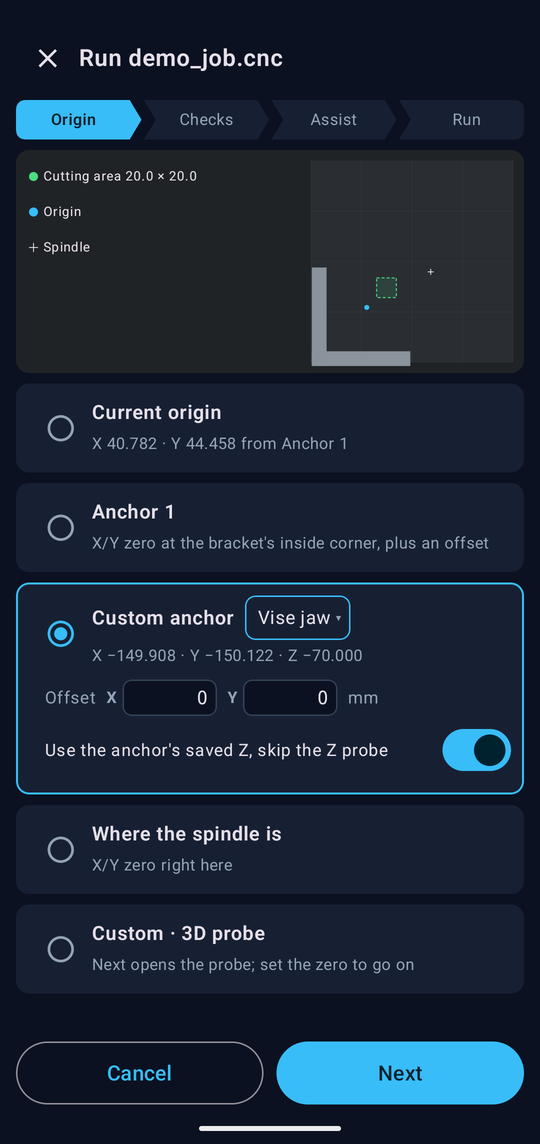 Run demo_job.cnc
Origin
Checks
Assist
Run
Cutting area 20.0 × 20.0
Origin
Spindle
Current origin
X 40.782 · Y 44.458 from Anchor 1
Anchor 1
X/Y zero at the bracket's inside corner, plus an offset
Custom anchor Vise jaw
X −149.908 · Y −150.122 · Z −70.000
Offset X 0 Y 0 mm
Use the anchor's saved Z, skip the Z probe
Where the spindle is
X/Y zero right here
Custom · 3D probe
Next opens the probe; set the zero to go on
Cancel
Next